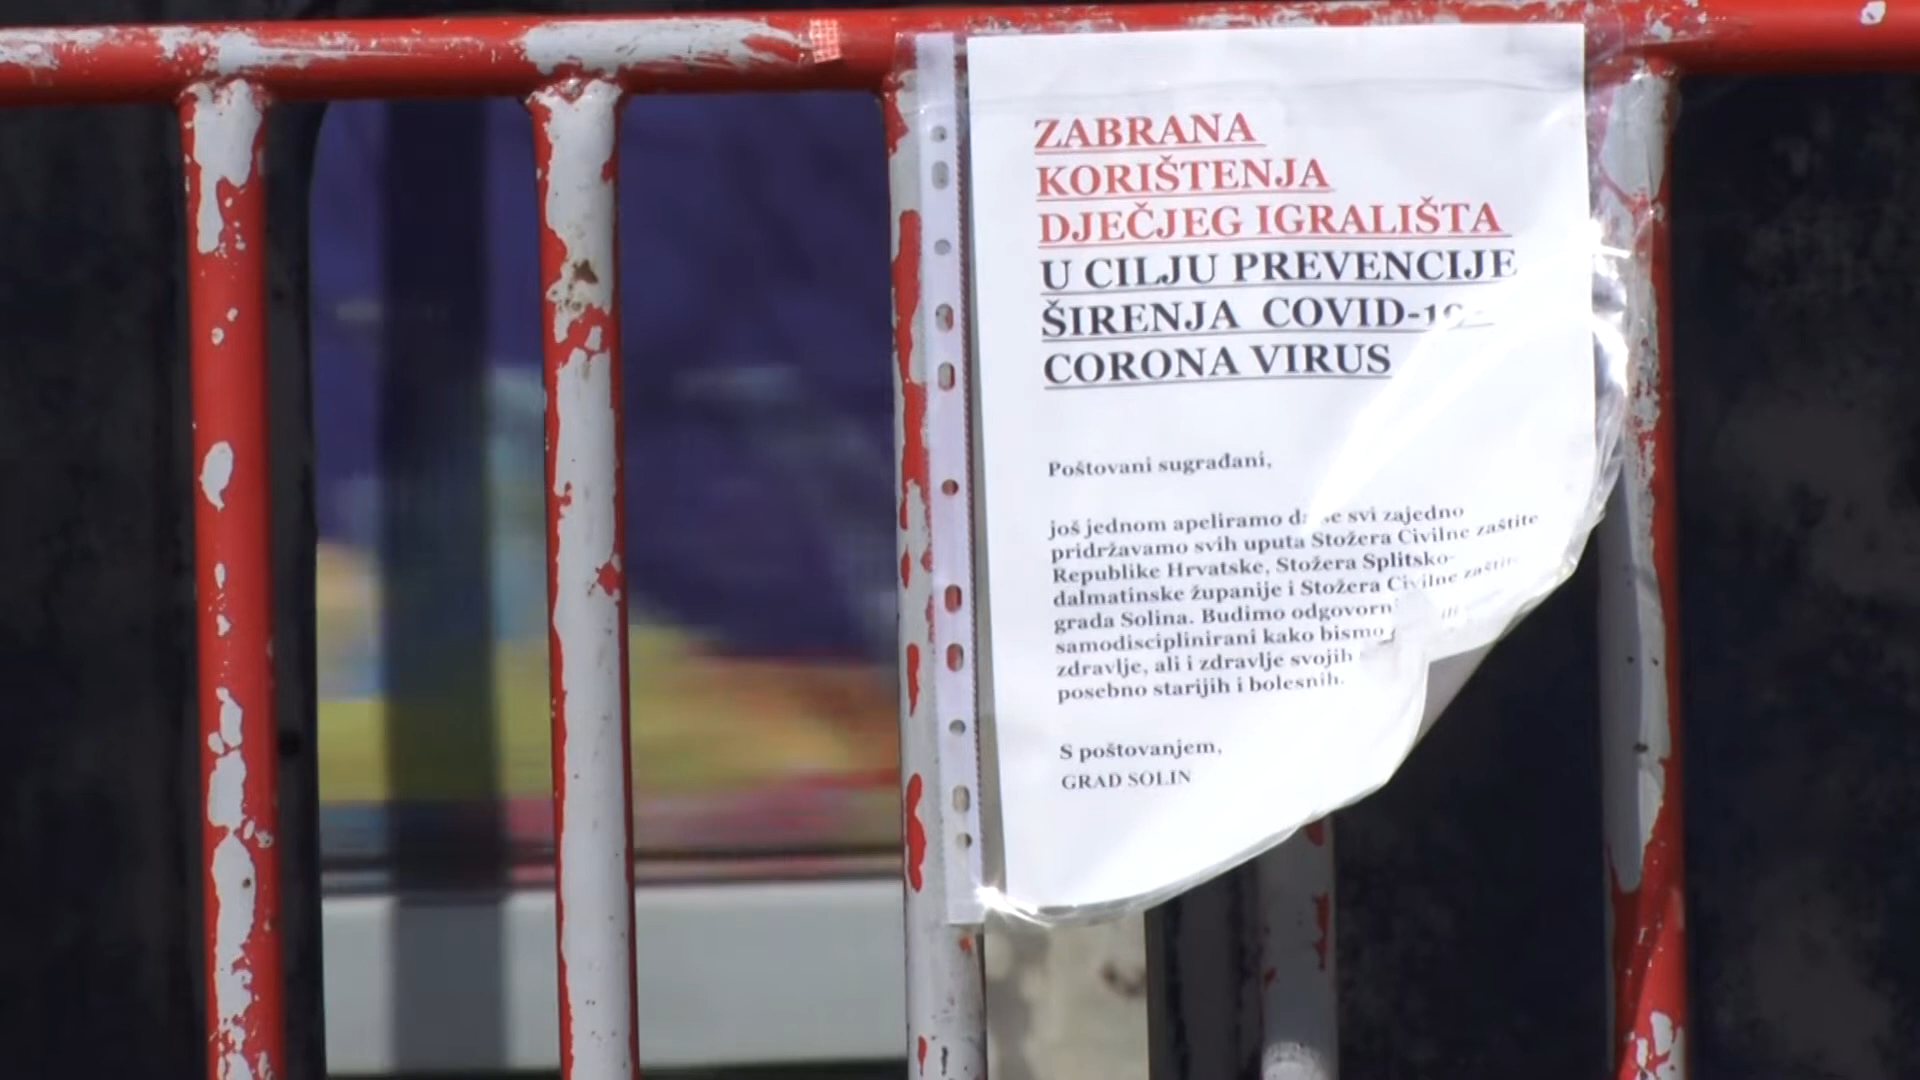 ZABRANA
KORIŠTENJA
DJEČJEG IGRALIŠTA
U CILJU PREVENCIJE
ŠIRENJA COVID-19-
CORONA VIRUS
Poštovani sugrađani,
još jednom apeliramo da se svi zajedno
pridržavamo svih uputa Stožera Civilne zaštite
Republike Hrvatske, Stožera Splitsko-
dalmatinske županije i Stožera Civilne zaštite
grada Solina. Budimo odgovorni
samodisciplinirani kako bismo
zdravlje, ali i zdravlje svojih
posebno starijih i bolesnih.
S poštovanjem,
GRAD SOLIN